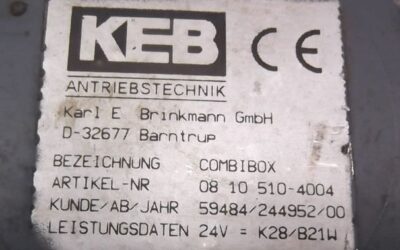 KEB CE
ANTRIEBSTECHNIK
Karl E. Brinkmann GmbH
D-32677 Barntrup
BEZEICHNUNG COMBIBOX
ARTIKEL-NR 08 10 510-4004
KUNDE/AB/JAHR 59484/244952/00
LEISTUNGSDATEN 24V = K28/B21W